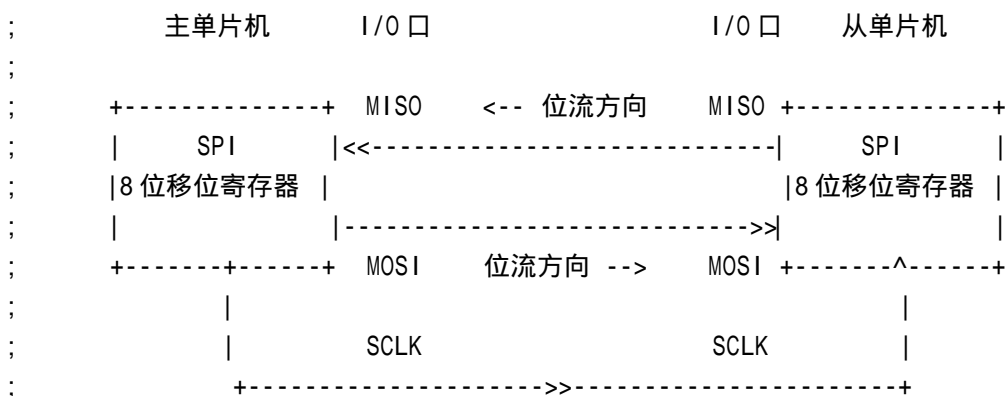 ;           主单片机      I/O 口                    I/O 口    从单片机
;
;       +--------------+  MISO    <-- 位流方向    MISO +--------------+
;       |     SPI      |<<-----------------------------|     SPI      |
;       |8 位移位寄存器 |                                |8 位移位寄存器 |
;       |              |----------------------------->>|              |
;       +-------+------+  MOSI    位流方向 -->    MOSI +-------^------+
;               |                                              |
;               |         SCLK                    SCLK         |
;               +---------------------->>----------------------+